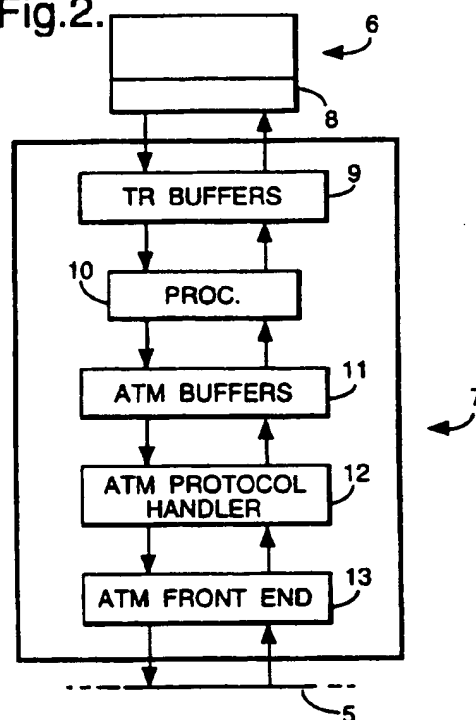 Fig.2.
6
8
TR BUFFERS
9
10
PROC.
ATM BUFFERS
11
7
ATM PROTOCOL
HANDLER
12
ATM FRONT END
13
5